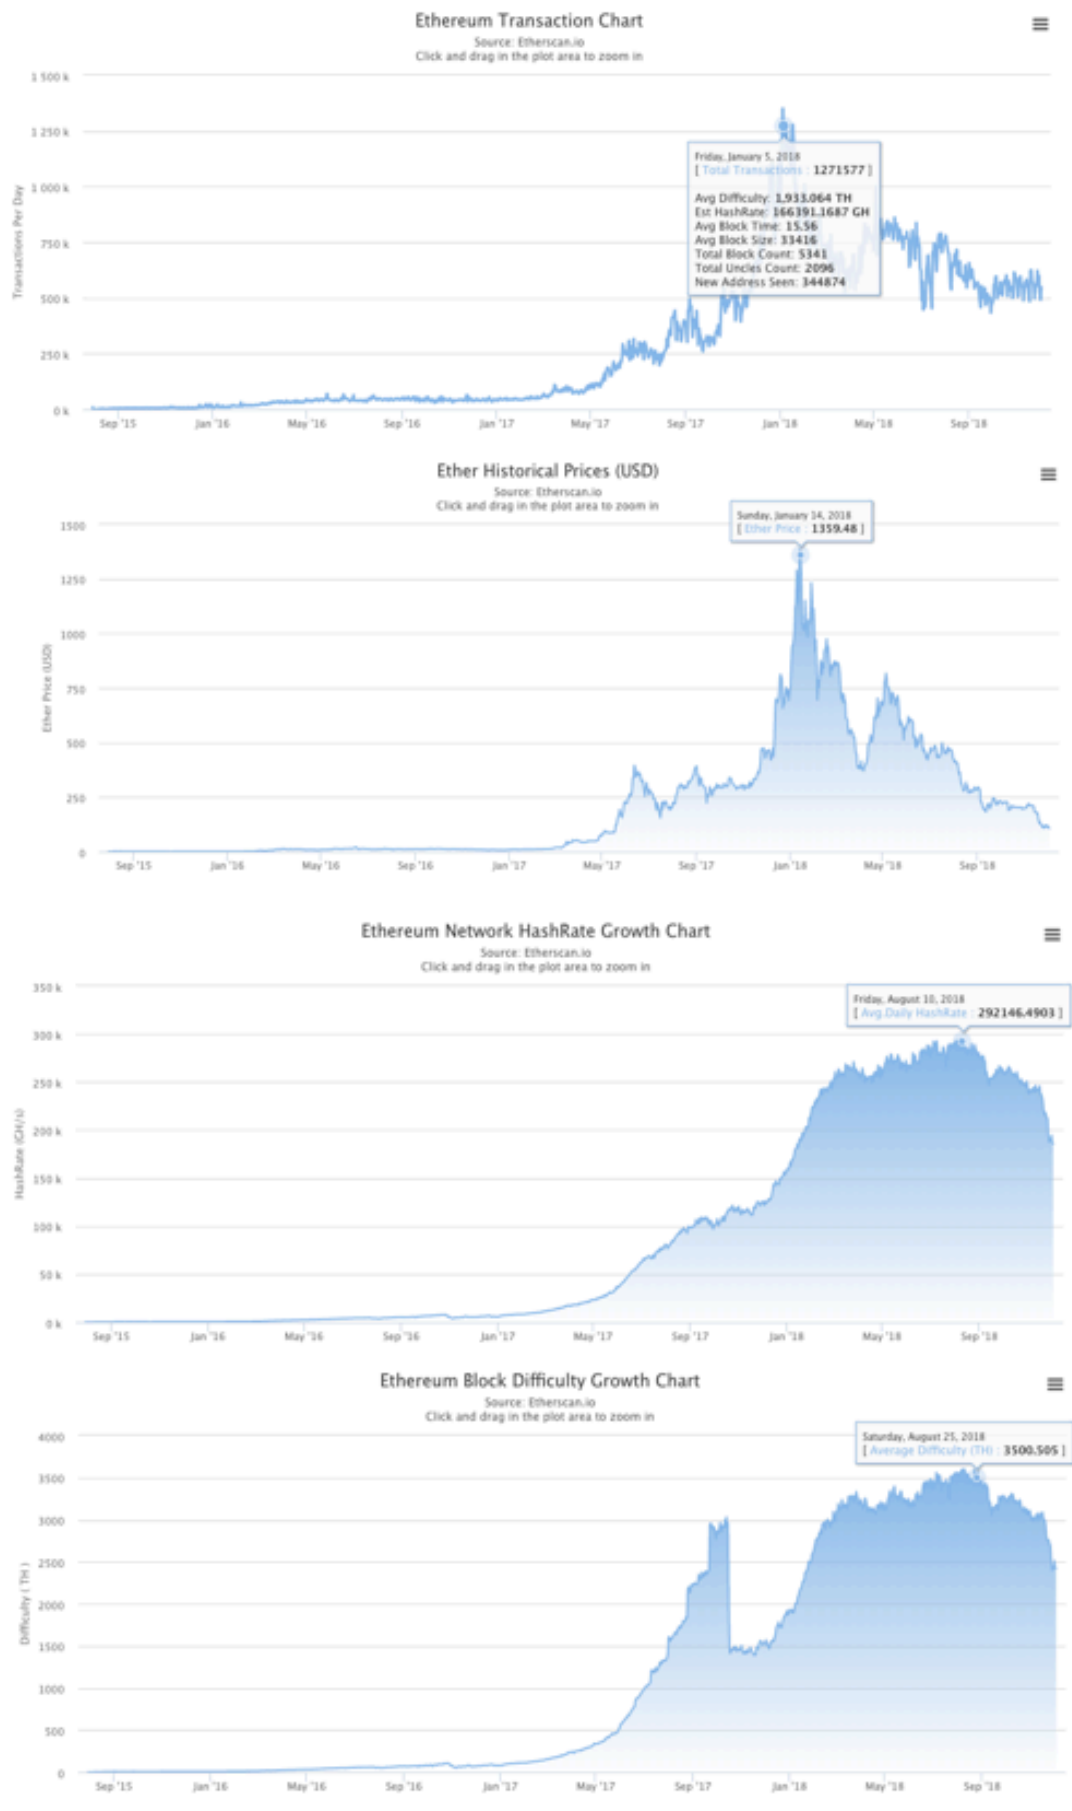 Ethereum Transaction Chart
Source: Etherscan.io
Click and drag in the plot area to zoom in
1 500 k
1 250 k
1 000 k
750 k
500 k
250 k
0 k
Transactions Per Day
Friday, January 5, 2018
[ Total Transactions : 1271577 ]
Avg Difficulty: 1,933.064 TH
Est HashRate: 166391.1687 GH
Avg Block Time: 15.56
Avg Block Size: 33416
Total Block Count: 5341
Total Uncles Count: 2096
New Address Seen: 344874
Sep '15 Jan '16 May '16 Sep '16 Jan '17 May '17 Sep '17 Jan '18 May '18 Sep '18
Ether Historical Prices (USD)
Source: Etherscan.io
Click and drag in the plot area to zoom in
1500
1250
1000
750
500
250
0
Ether Price (USD)
Sunday, January 14, 2018
[ Ether Price : 1359.48 ]
Sep '15 Jan '16 May '16 Sep '16 Jan '17 May '17 Sep '17 Jan '18 May '18 Sep '18
Ethereum Network HashRate Growth Chart
Source: Etherscan.io
Click and drag in the plot area to zoom in
350 k
300 k
250 k
200 k
150 k
100 k
50 k
0 k
HashRate (GH/s)
Friday, August 10, 2018
[ Avg.Daily HashRate : 292146.4903 ]
Sep '15 Jan '16 May '16 Sep '16 Jan '17 May '17 Sep '17 Jan '18 May '18 Sep '18
Ethereum Block Difficulty Growth Chart
Source: Etherscan.io
Click and drag in the plot area to zoom in
4000
3500
3000
2500
2000
1500
1000
500
0
Difficulty ( TH )
Saturday, August 25, 2018
[ Average Difficulty (TH) : 3500.505 ]
Sep '15 Jan '16 May '16 Sep '16 Jan '17 May '17 Sep '17 Jan '18 May '18 Sep '18